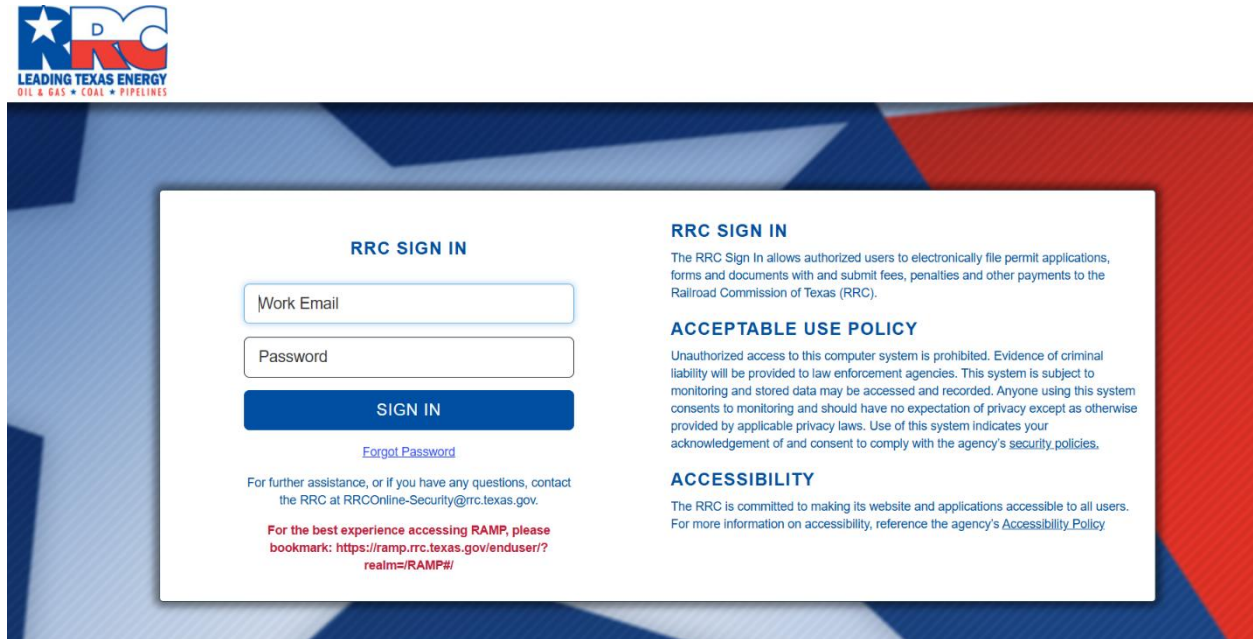 RRC
LEADING TEXAS ENERGY
OIL & GAS ★ COAL ★ PIPELINES
RRC SIGN IN
Work Email
Password
SIGN IN
Forgot Password
For further assistance, or if you have any questions, contact
the RRC at RRCOnline-Security@rrc.texas.gov.
For the best experience accessing RAMP, please
bookmark: https://ramp.rrc.texas.gov/enduser/?
realm=/RAMP#/
RRC SIGN IN
The RRC Sign In allows authorized users to electronically file permit applications,
forms and documents with and submit fees, penalties and other payments to the
Railroad Commission of Texas (RRC).
ACCEPTABLE USE POLICY
Unauthorized access to this computer system is prohibited. Evidence of criminal
liability will be provided to law enforcement agencies. This system is subject to
monitoring and stored data may be accessed and recorded. Anyone using this system
consents to monitoring and should have no expectation of privacy except as otherwise
provided by applicable privacy laws. Use of this system indicates your
acknowledgement of and consent to comply with the agency's security policies.
ACCESSIBILITY
The RRC is committed to making its website and applications accessible to all users.
For more information on accessibility, reference the agency's Accessibility Policy